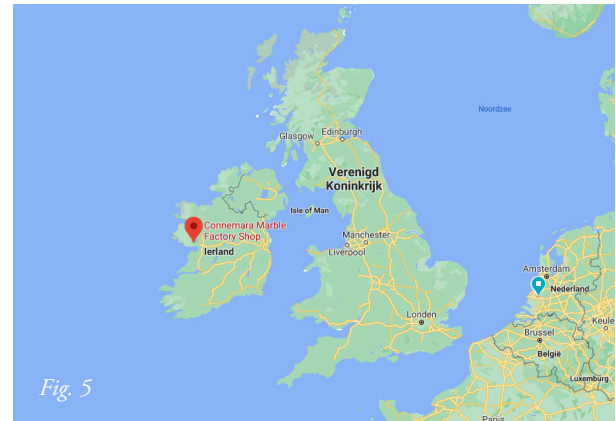 Noordzee
Glasgow
Edinburgh
Verenigd
Koninkrijk
Isle of Man
Connemara Marble
Factory Shop
Ierland
Manchester
Liverpool
Amsterdam
Nederland
Londen
Brussel
België
Keule
Luxemburg
Parijs
Fig. 5